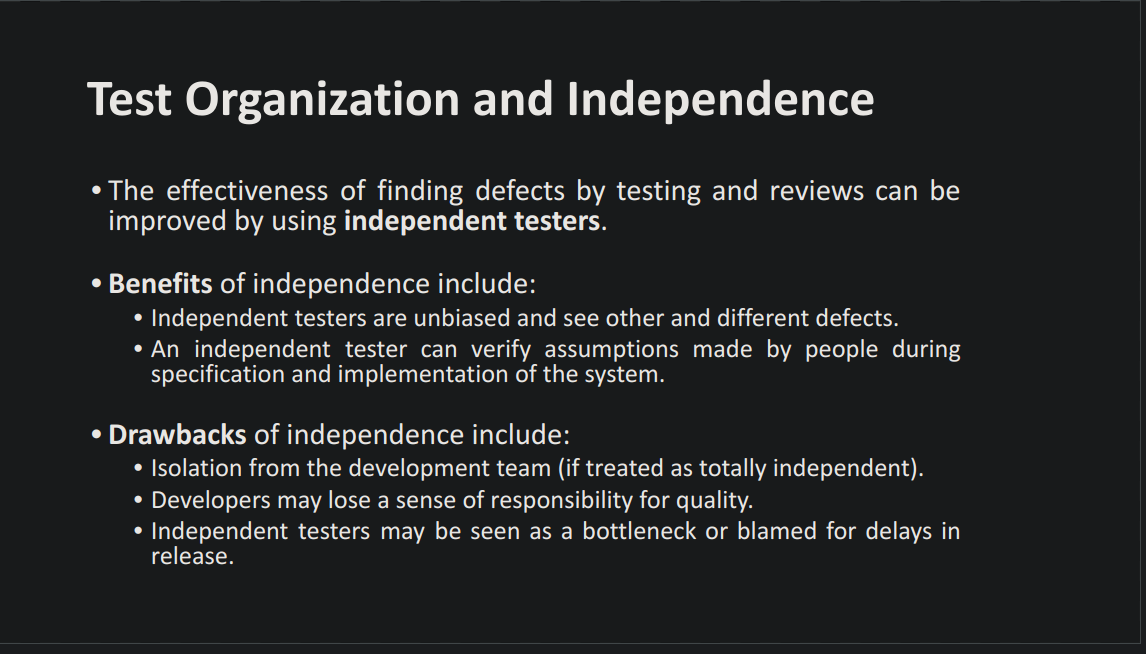 Test Organization and Independence
• The effectiveness of finding defects by testing and reviews can be
improved by using independent testers.
• Benefits of independence include:
• Independent testers are unbiased and see other and different defects.
• An independent tester can verify assumptions made by people during
specification and implementation of the system.
• Drawbacks of independence include:
• Isolation from the development team (if treated as totally independent).
• Developers may lose a sense of responsibility for quality.
• Independent testers may be seen as a bottleneck or blamed for delays in
release.